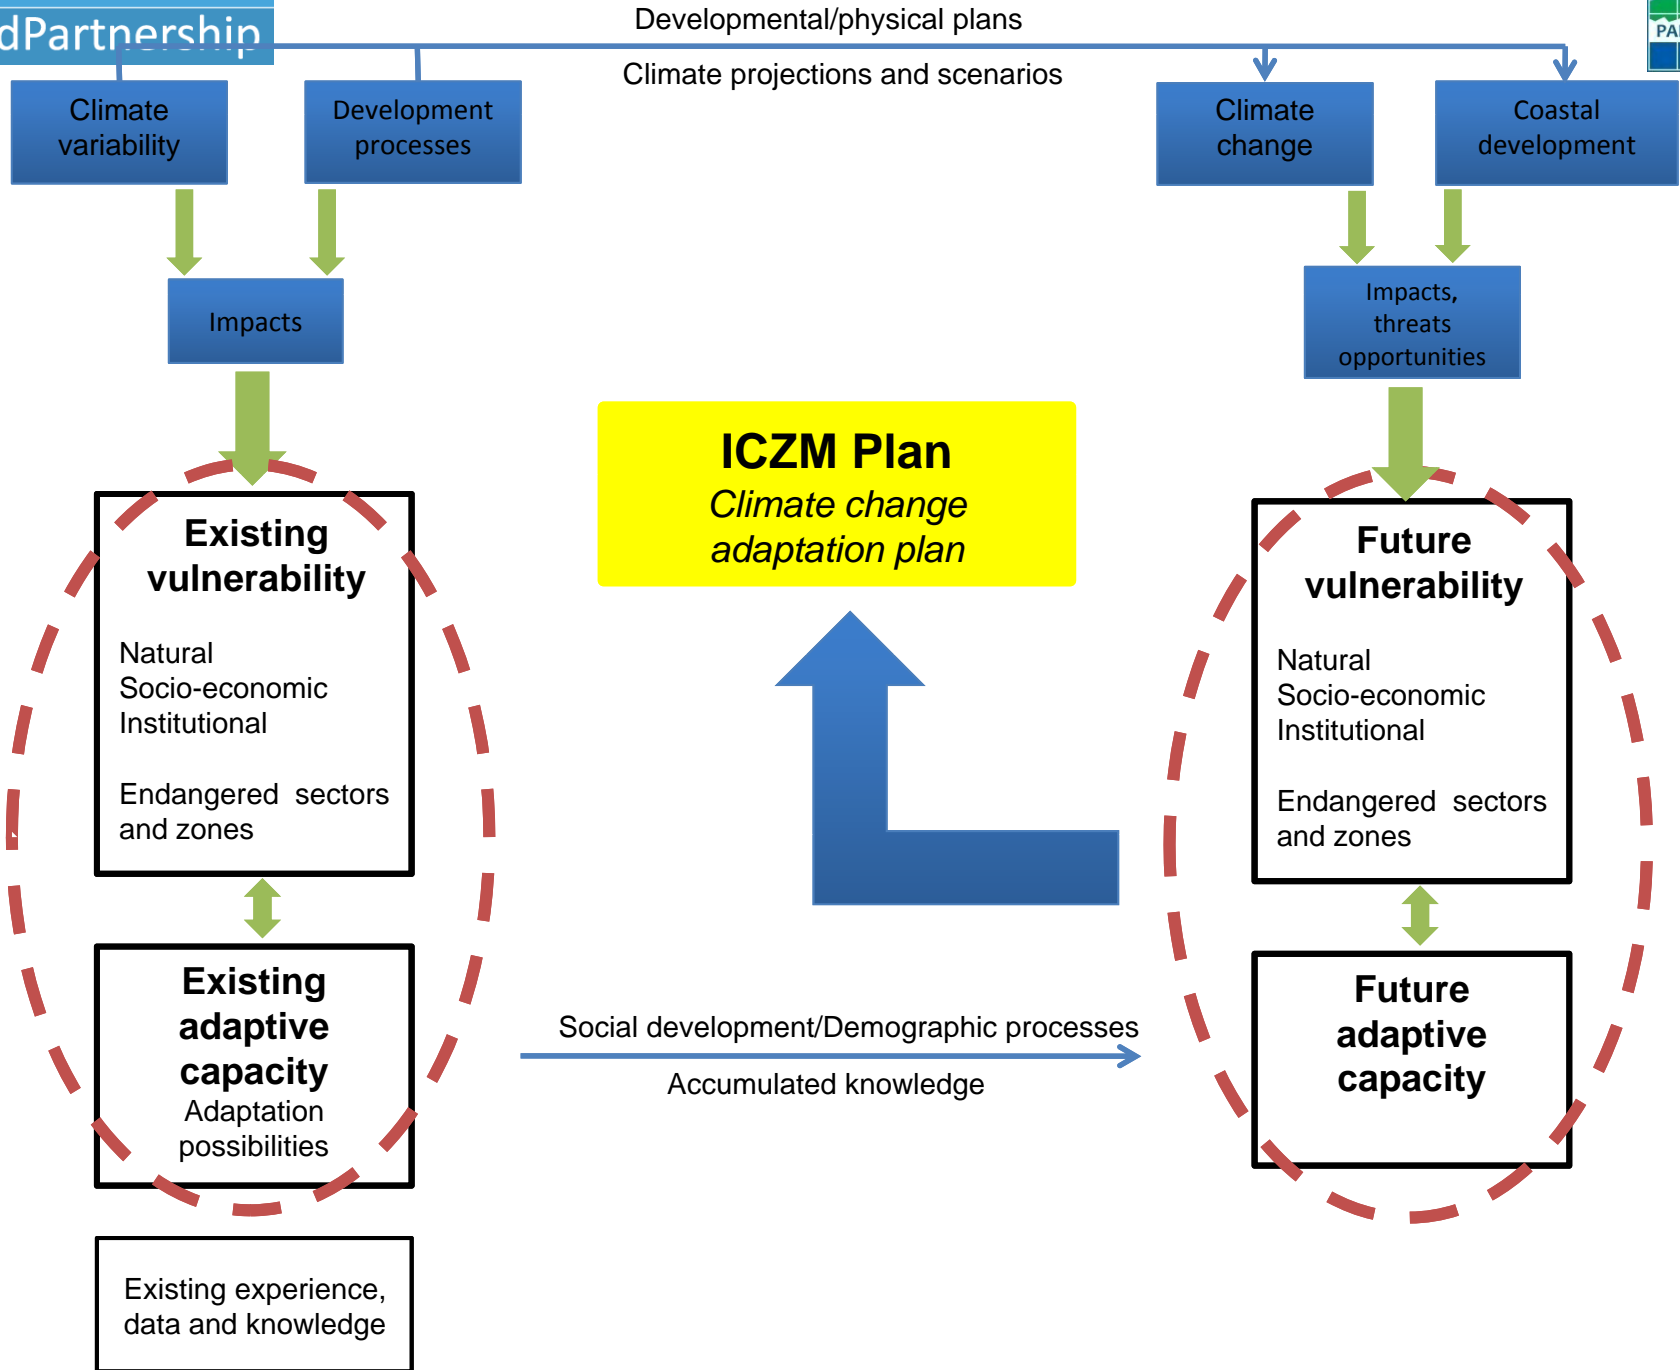 dPartnership
Developmental/physical plans
Climate projections and scenarios
Climate
variability
Development
processes
Climate
change
Coastal
development
Impacts
Impacts,
threats
opportunities
ICZM Plan
Climate change
adaptation plan
Existing
vulnerability
Natural
Socio-economic
Institutional
Endangered sectors
and zones
Future
vulnerability
Natural
Socio-economic
Institutional
Endangered sectors
and zones
Existing
adaptive
capacity
Adaptation
possibilities
Social development/Demographic processes
Accumulated knowledge
Future
adaptive
capacity
Existing experience,
data and knowledge